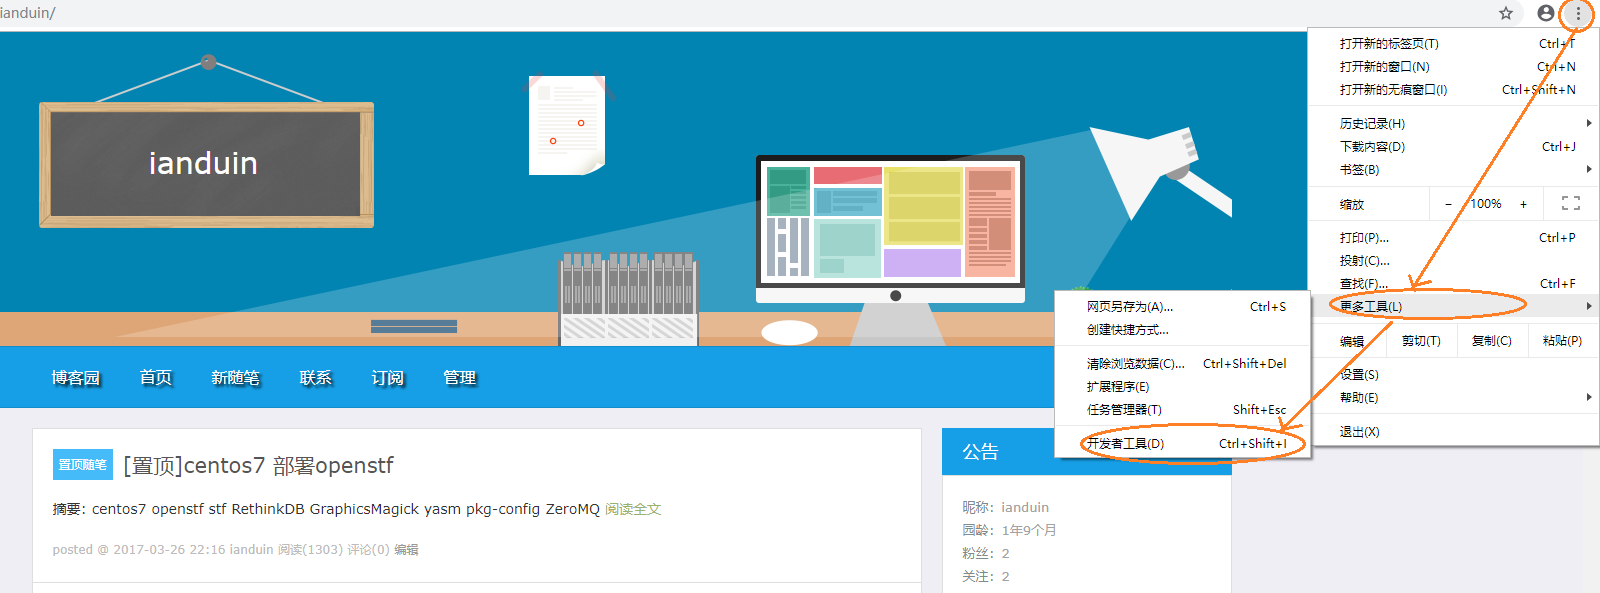 ianduin/
ianduin
打开新的标签页(T) Ctrl+T
打开新的窗口(N) Ctrl+N
打开新的无痕窗口(I) Ctrl+Shift+N
历史记录(H)
下载内容(D) Ctrl+J
书签(B)
缩放 − 100% +
打印(P)... Ctrl+P
投射(C)...
查找(F)... Ctrl+F
更多工具(L)
编辑 剪切(T) 复制(C) 粘贴(P)
设置(S)
帮助(E)
退出(X)
网页另存为(A)... Ctrl+S
创建快捷方式...
清除浏览数据(C)... Ctrl+Shift+Del
扩展程序(E)
任务管理器(T) Shift+Esc
开发者工具(D) Ctrl+Shift+I
博客园 首页 新随笔 联系 订阅 管理
置顶随笔 [置顶]centos7 部署openstf
摘要: centos7 openstf stf RethinkDB GraphicsMagick yasm pkg-config ZeroMQ 阅读全文
posted @ 2017-03-26 22:16 ianduin 阅读(1303) 评论(0) 编辑
公告
昵称：ianduin
园龄：1年9个月
粉丝：2
关注：2